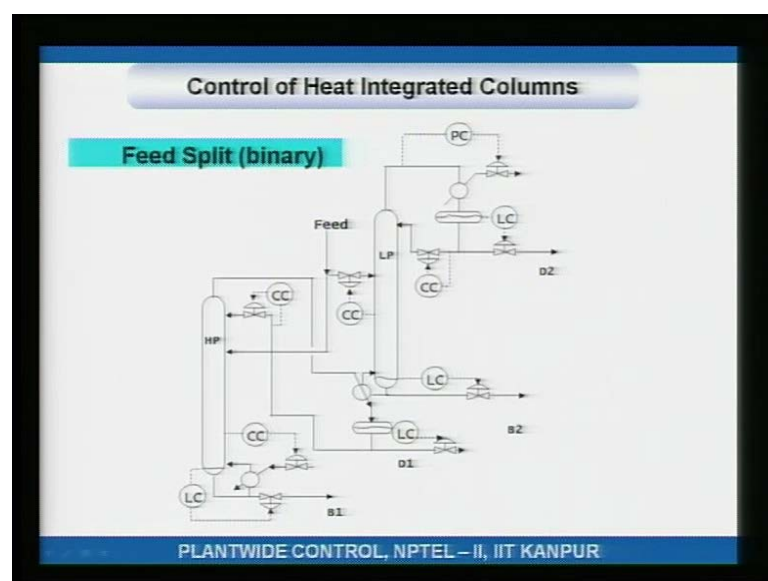 Control of Heat Integrated Columns
Feed Split (binary)
PC
LC
Feed
LP
D2
CC
CC
CC
HP
LC
B2
CC
LC
D1
LC
B1
PLANTWIDE CONTROL, NPTEL – II, IIT KANPUR